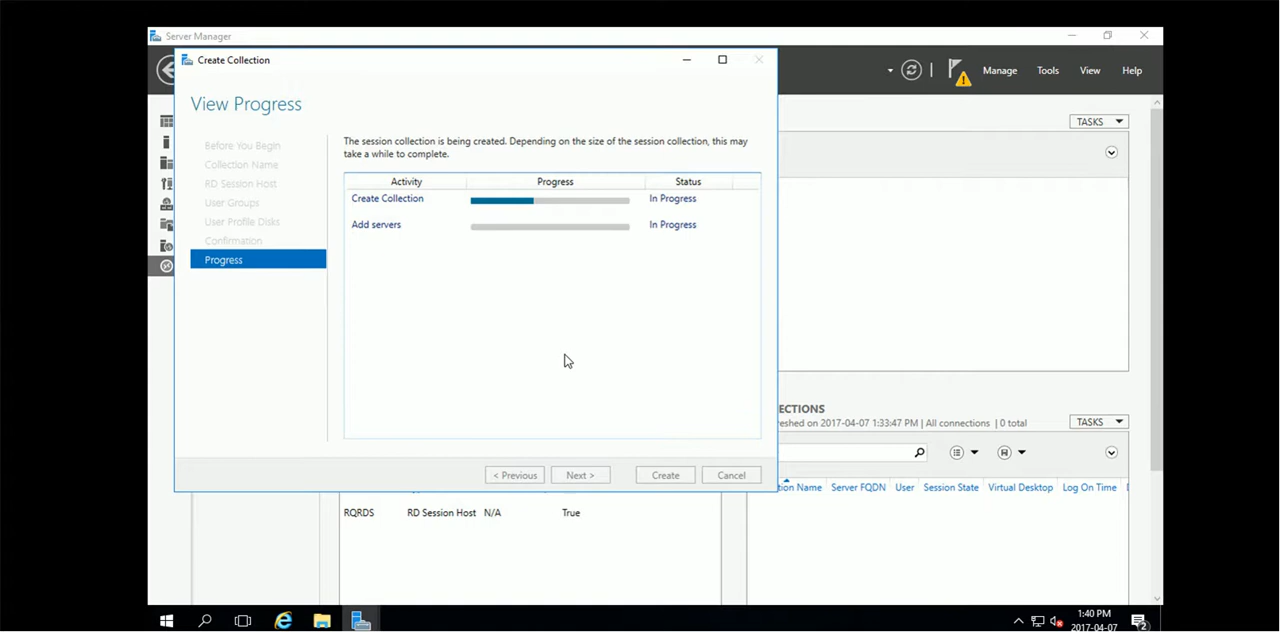 Server Manager
Create Collection
Manage Tools View Help
View Progress
TASKS
Before You Begin
Collection Name
RD Session Host
User Groups
User Profile Disks
Confirmation
Progress
The session collection is being created. Depending on the size of the session collection, this may
take a while to complete.
Activity Progress Status
Create Collection In Progress
Add servers In Progress
< Previous Next > Create Cancel
ECTIONS
eshed on 2017-04-07 1:33:47 PM | All connections | 0 total
TASKS
tion Name Server FQDN User Session State Virtual Desktop Log On Time
RQRDS RD Session Host N/A True
1:40 PM
2017-04-07
2